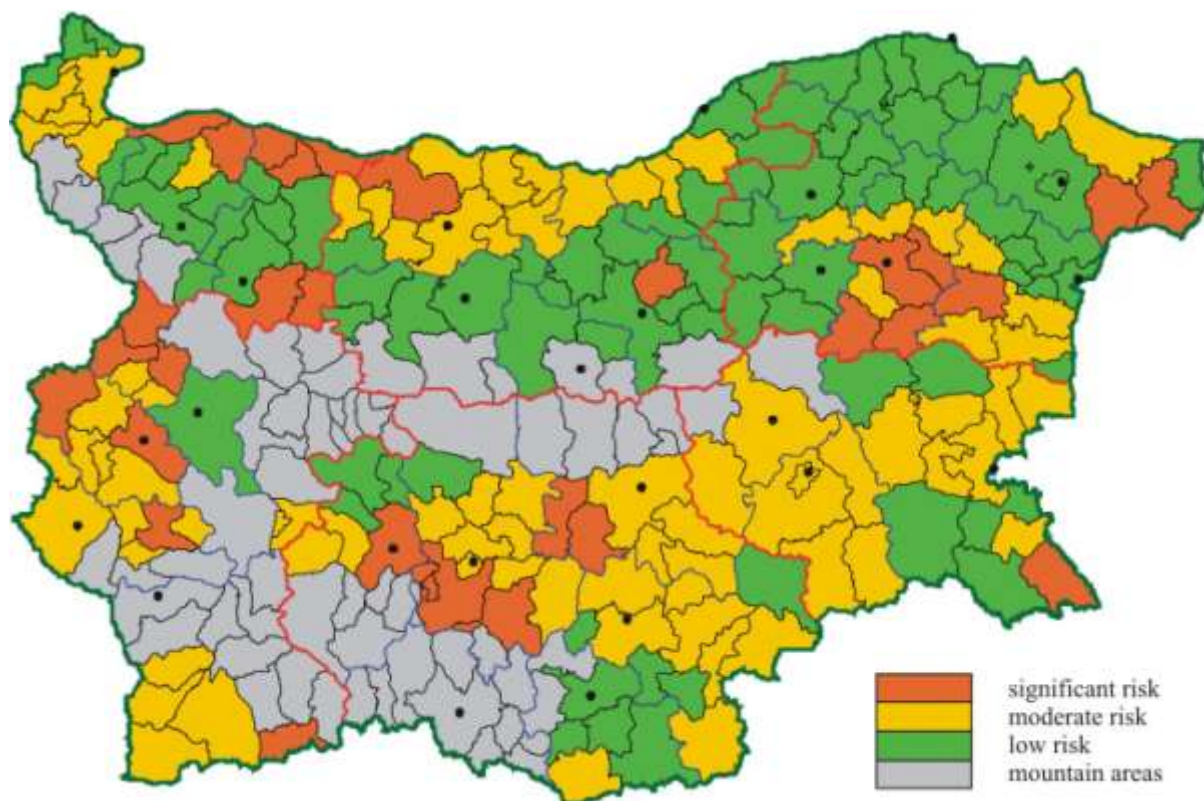 significant risk
moderate risk
low risk
mountain areas